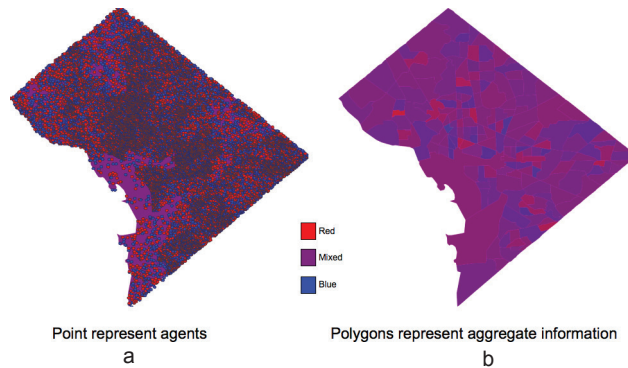 Red
Mixed
Blue
Point represent agents
Polygons represent aggregate information
a
b